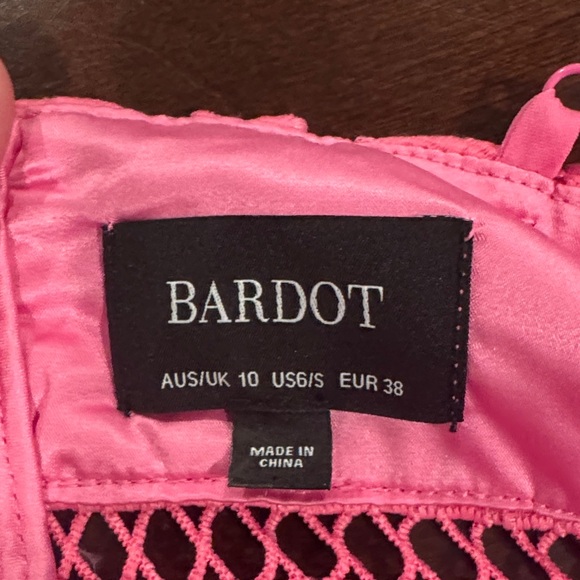 BARDOT
AUS/UK 10 US6/S EUR 38
MADE IN
CHINA